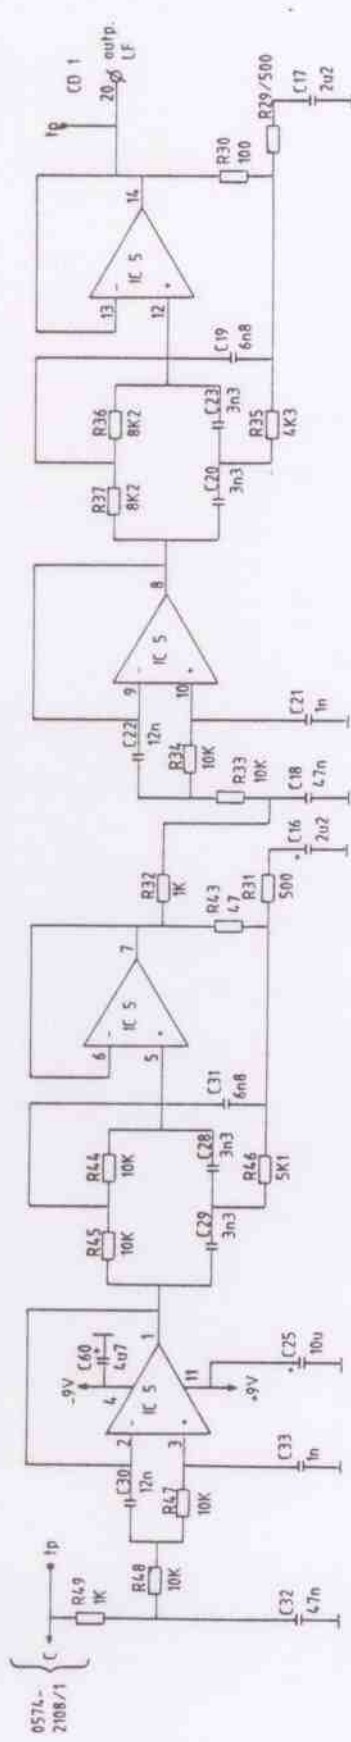 0574-
2108/1
C
tp
R49
1K
R48
10K
C32
47n
C30
12n
R47
10K
C33
1n
2
3
-
+
IC 5
4
11
1
-9V
+9V
C60
+
4u7
C25
+
10u
R45
10K
R44
10K
C29
3n3
C28
3n3
R46
5K1
C31
6n8
6
5
-
+
IC 5
7
R43
47
R31
500
C16
+
2u2
R32
1K
R33
10K
C18
47n
C22
12n
R34
10K
C21
1n
9
10
-
+
IC 5
8
R37
8K2
R36
8K2
C20
3n3
C23
3n3
R35
4K3
C19
6n8
13
12
-
+
IC 5
14
R30
100
R29/500
C17
2u2
tp
CD 1
20
outp.
LF